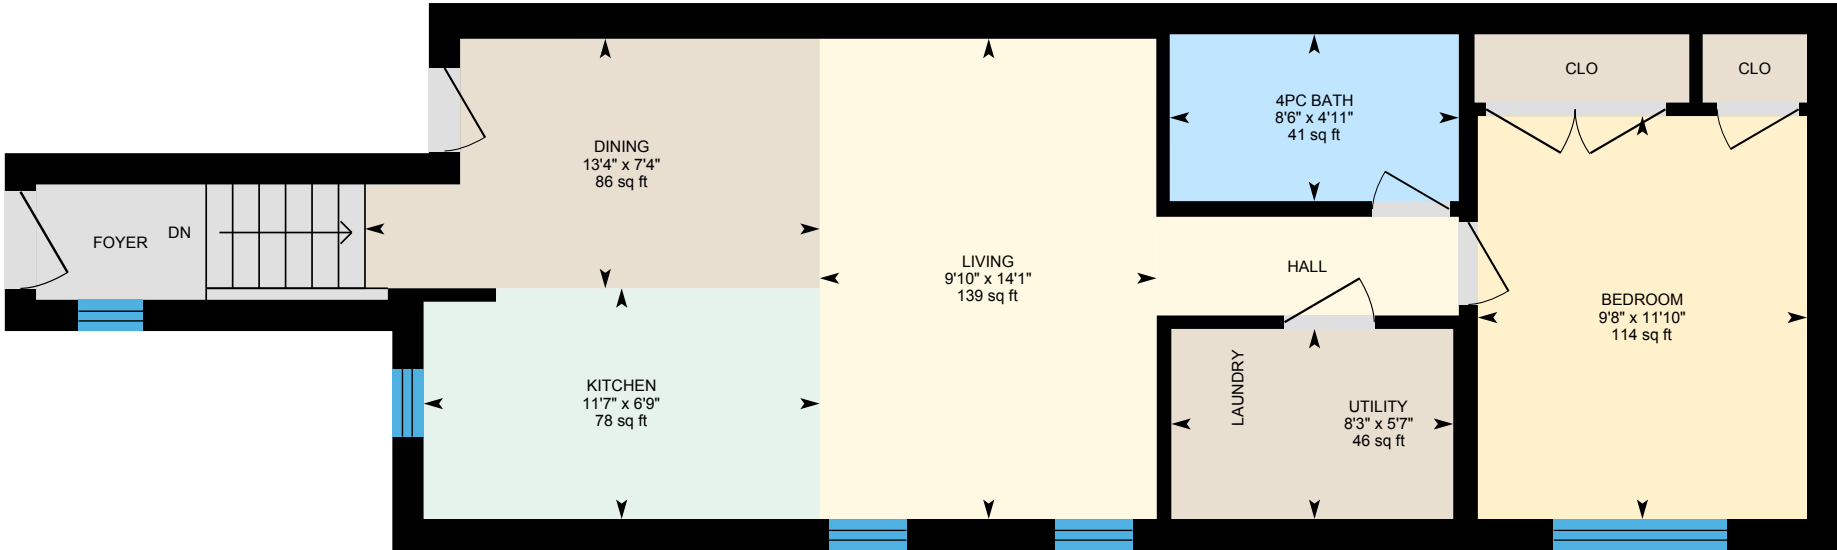 FOYER
DN
DINING
13'4" x 7'4"
86 sq ft
KITCHEN
11'7" x 6'9"
78 sq ft
LIVING
9'10" x 14'1"
139 sq ft
4PC BATH
8'6" x 4'11"
41 sq ft
HALL
LAUNDRY
UTILITY
8'3" x 5'7"
46 sq ft
CLO
CLO
BEDROOM
9'8" x 11'10"
114 sq ft